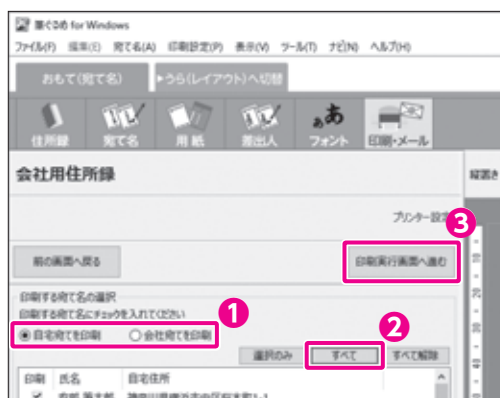 筆ぐるめ for Windows
ファイル(F) 編集(E) 宛て名(A) 印刷設定(P) 表示(V) ツール(T) ナビ(N) ヘルプ(H)
おもて(宛て名) ▶うら(レイアウト)へ切替
住所録 宛て名 用紙 差出人 フォント 印刷・メール
会社用住所録
縦置き
プリンター設定
3
前の画面へ戻る 印刷実行画面へ進む
印刷する宛て名の選択
印刷する宛て名にチェックを入れてください
1
自宅宛てを印刷 会社宛てを印刷
2
選択のみ すべて すべて解除
印刷 氏名 自宅住所